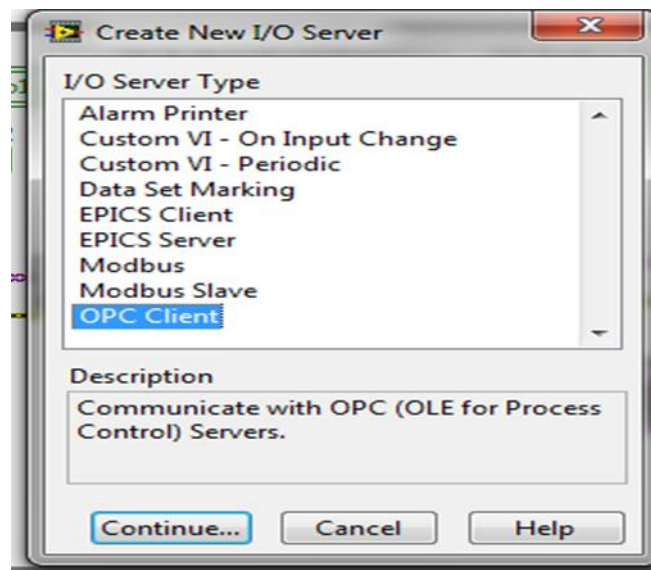 Create New I/O Server
I/O Server Type
Alarm Printer
Custom VI - On Input Change
Custom VI - Periodic
Data Set Marking
EPICS Client
EPICS Server
Modbus
Modbus Slave
OPC Client
Description
Communicate with OPC (OLE for Process
Control) Servers.
Continue... Cancel Help